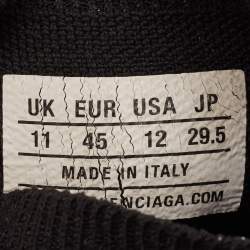 UK EUR USA JP
11 45 12 29.5
MADE IN ITALY